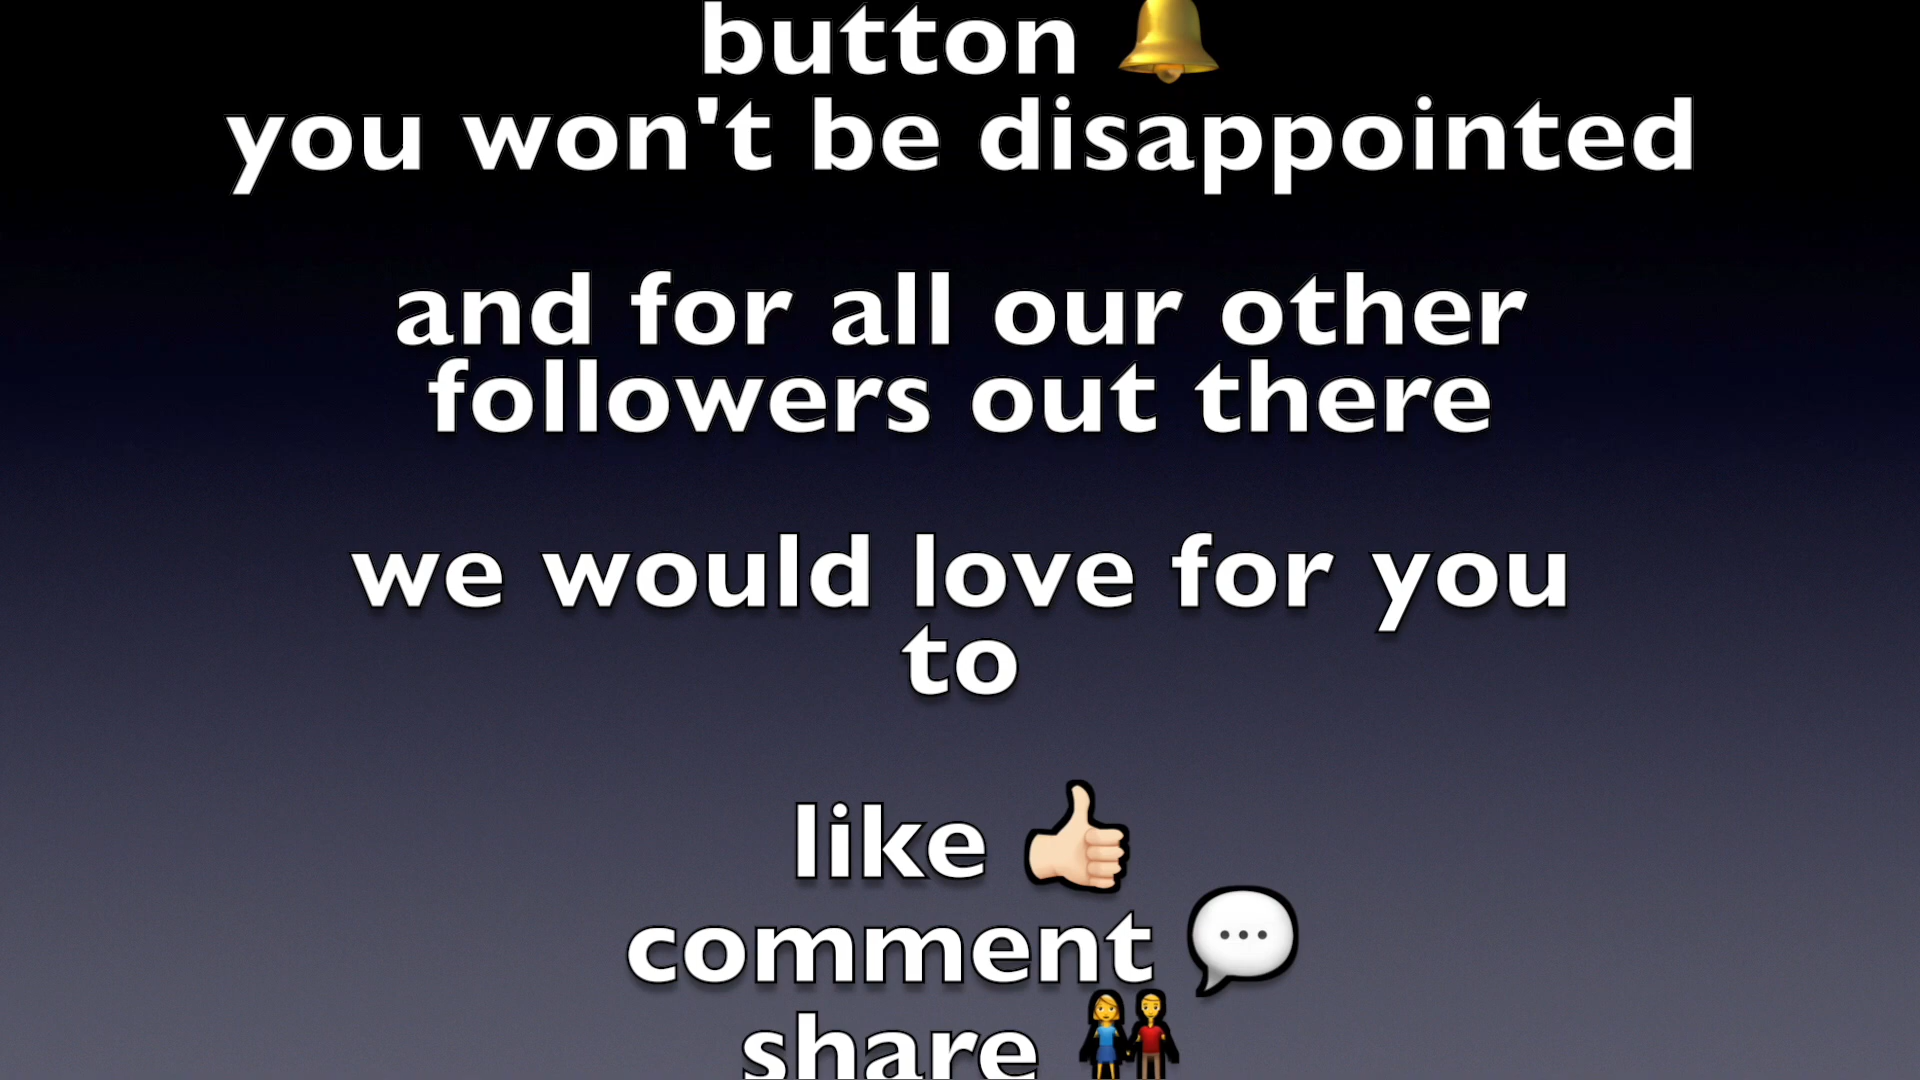 button 🔔
you won't be disappointed
and for all our other
followers out there
we would love for you
to
like 👍🏻
comment 💬
share 👫